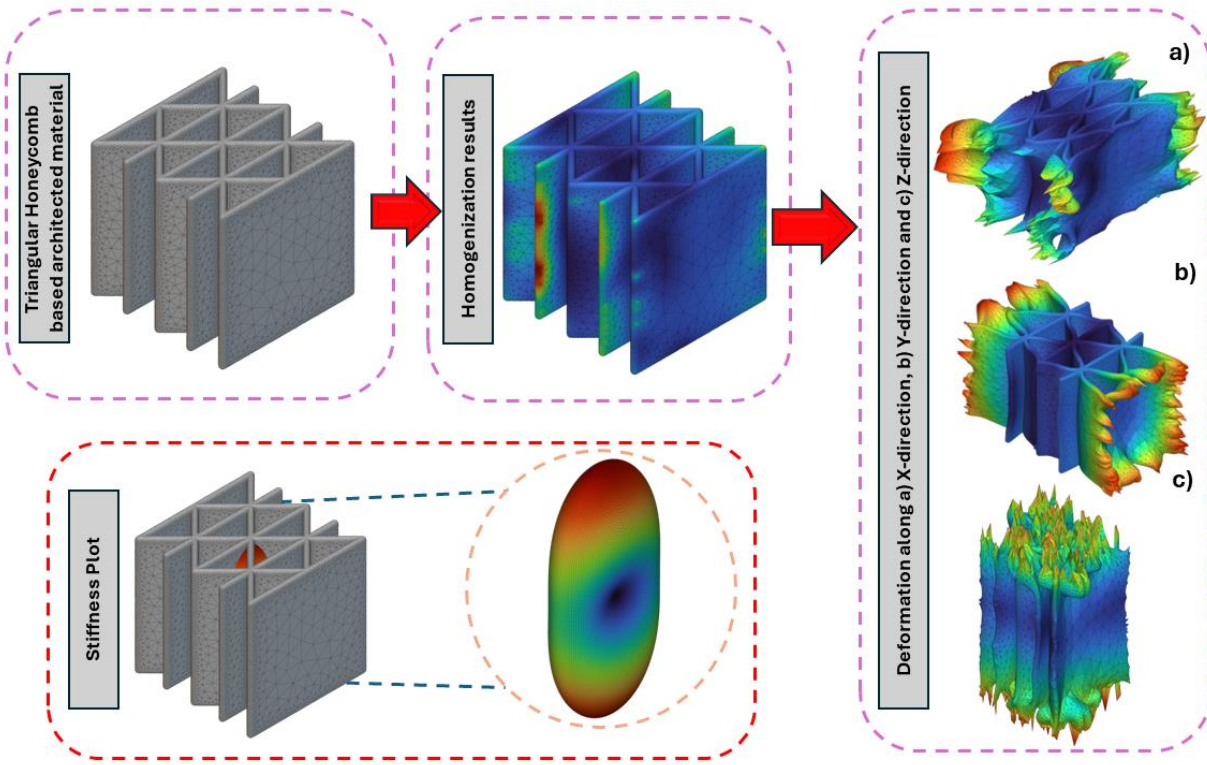 Triangular Honeycomb
based architected material
Homogenization results
Deformation along a) X-direction, b) Y-direction and c) Z-direction
a)
b)
c)
Stiffness Plot